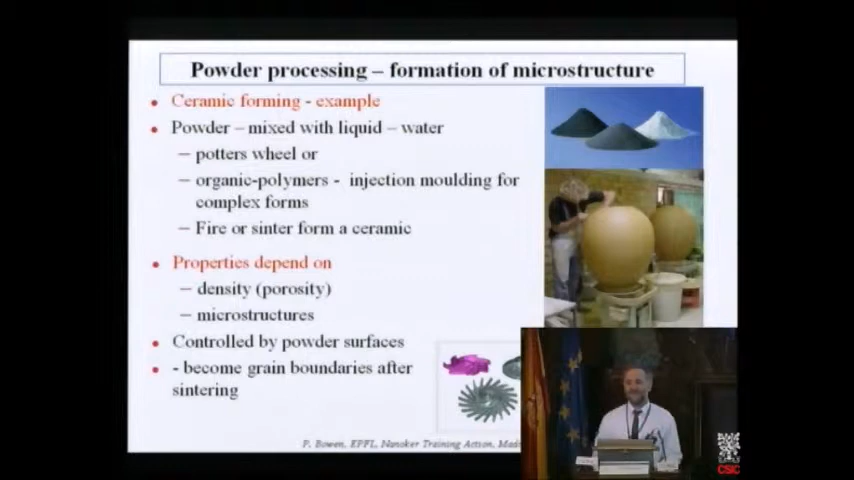 Powder processing – formation of microstructure
• Ceramic forming - example
• Powder – mixed with liquid – water
– potters wheel or
– organic-polymers - injection moulding for
complex forms
– Fire or sinter form a ceramic
• Properties depend on
– density (porosity)
– microstructures
• Controlled by powder surfaces
• - become grain boundaries after
sintering
P. Bowen, EPFL, Nanoker Training Action,
CSIC